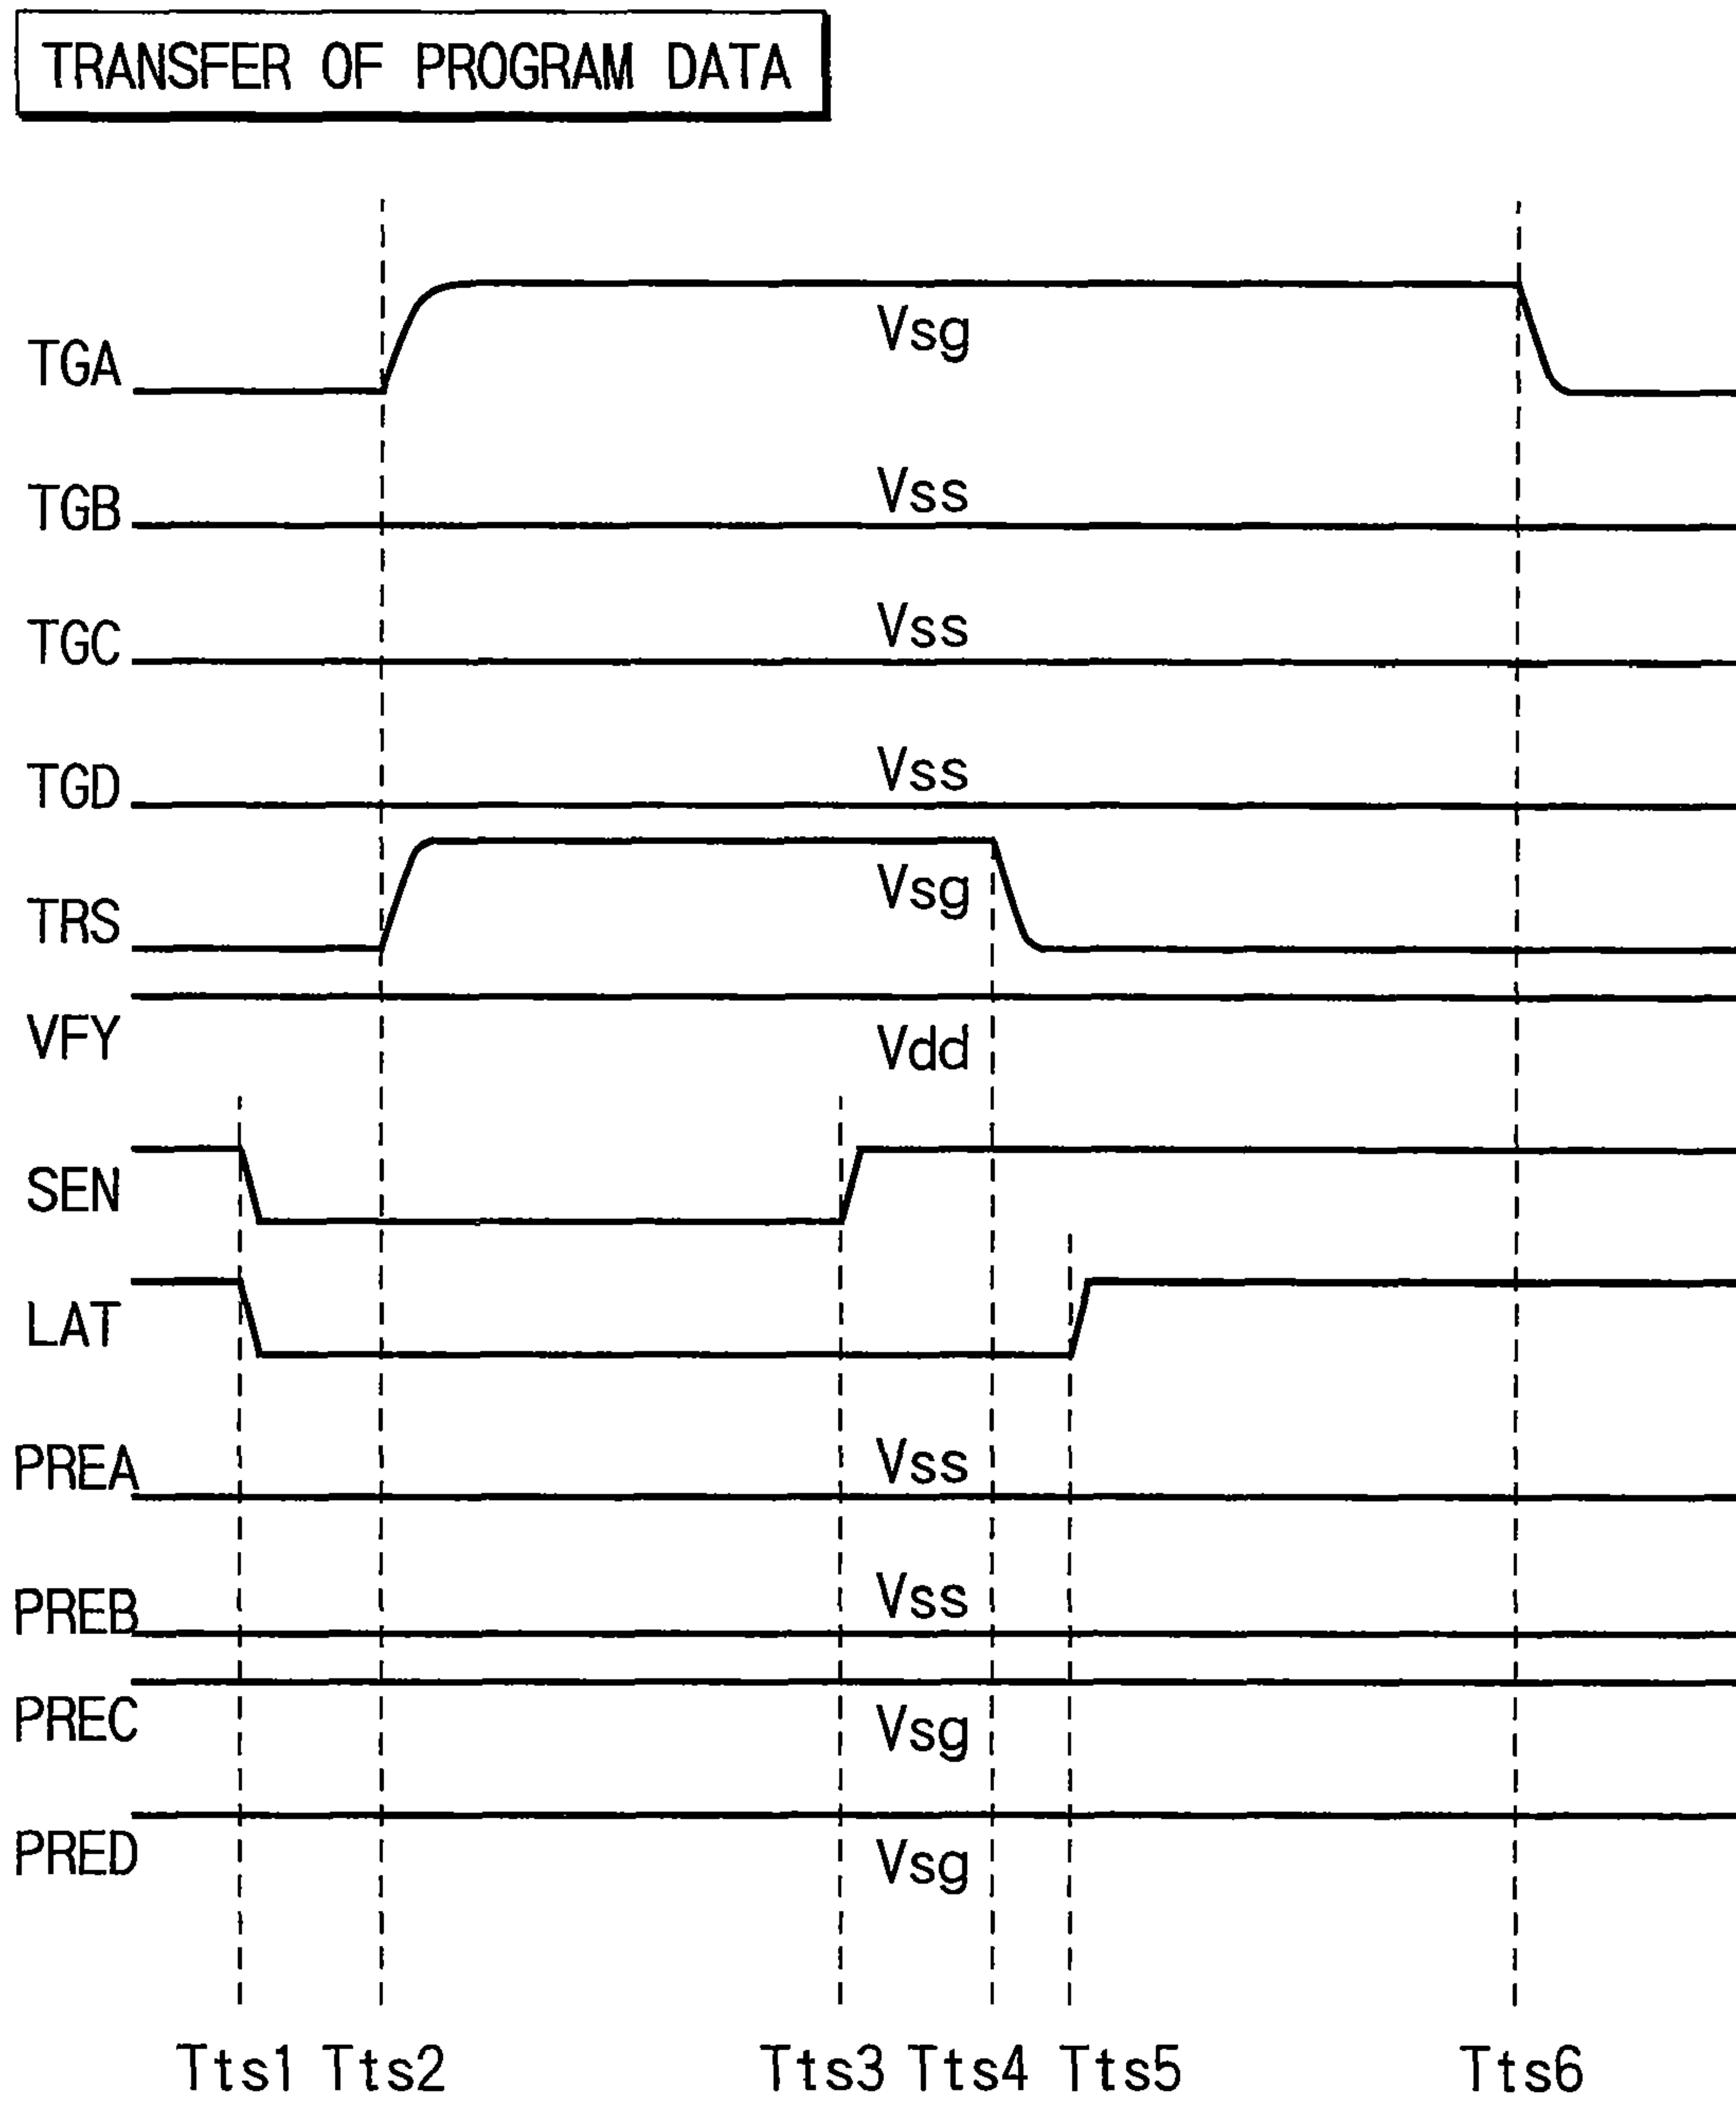 TRANSFER OF PROGRAM DATA
TGA Vsg
TGB Vss
TGC Vss
TGD Vss
TRS Vsg
VFY Vdd
SEN
LAT
PREA Vss
PREB Vss
PREC Vsg
PRED Vsg
Tts1 Tts2 Tts3 Tts4 Tts5 Tts6